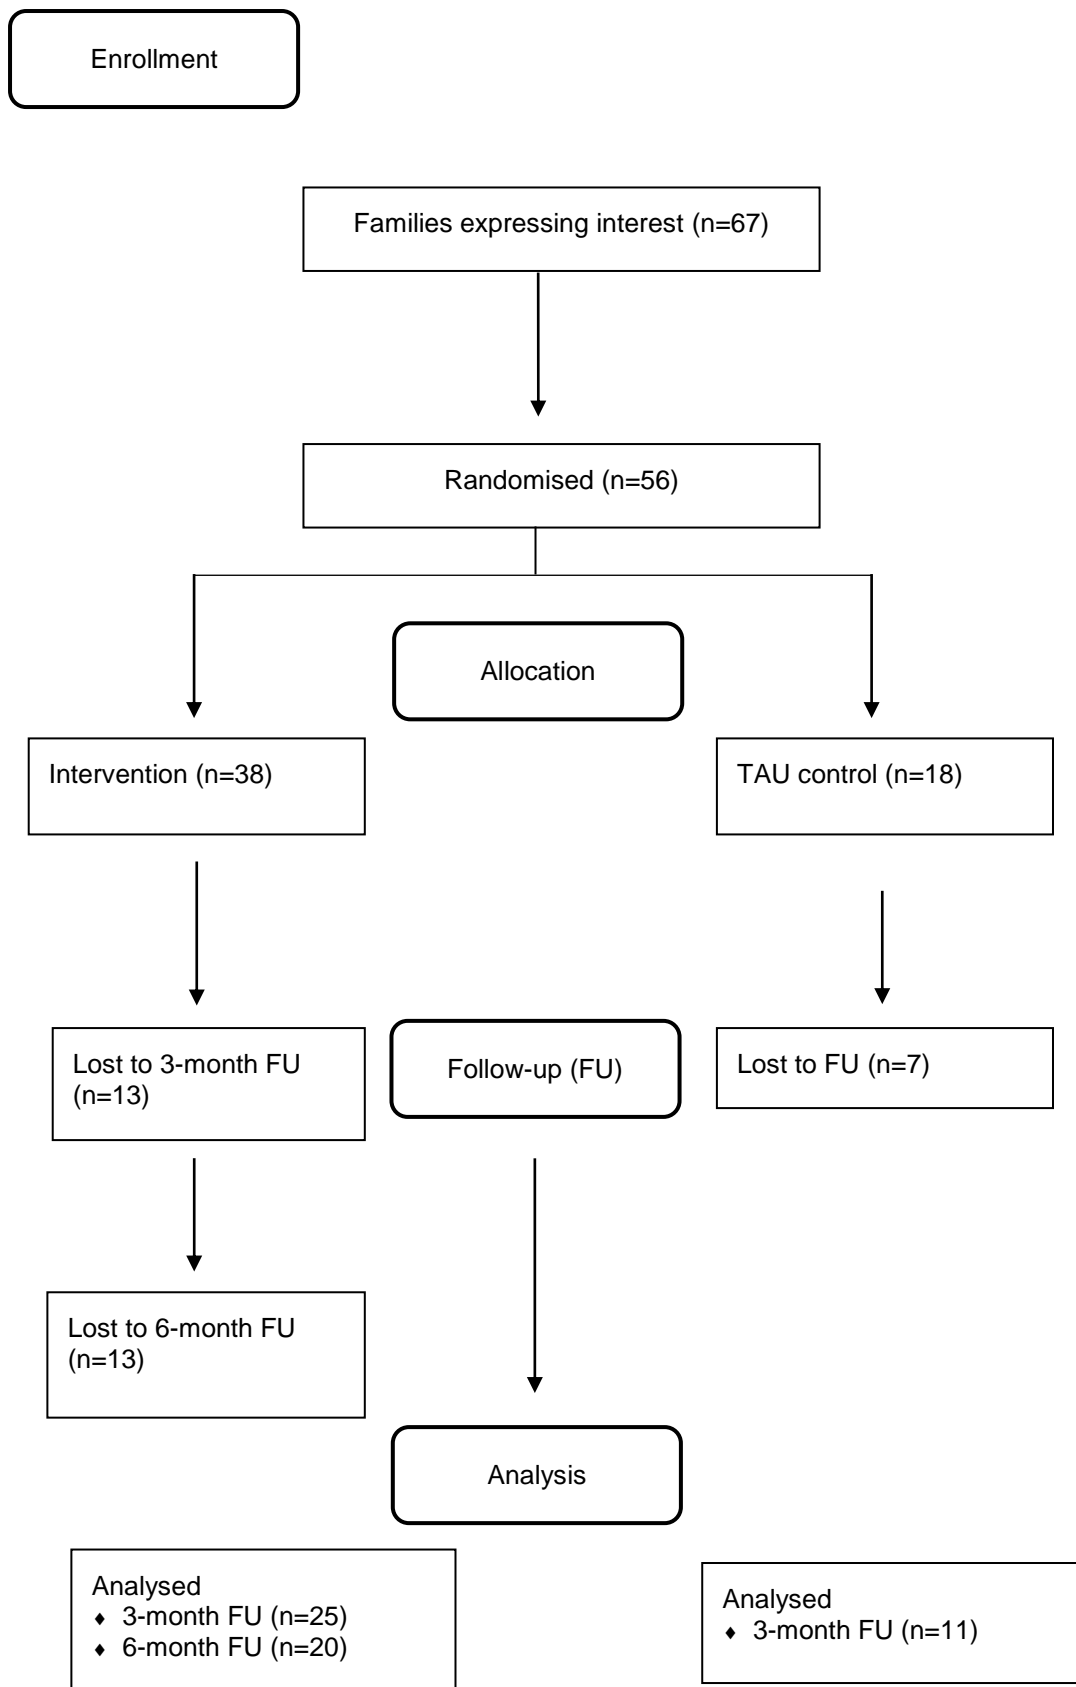 Enrollment
Families expressing interest (n=67)
Randomised (n=56)
Allocation
Intervention (n=38)
TAU control (n=18)
Lost to 3-month FU
(n=13)
Follow-up (FU)
Lost to FU (n=7)
Lost to 6-month FU
(n=13)
Analysis
Analysed
♦ 3-month FU (n=25)
♦ 6-month FU (n=20)
Analysed
♦ 3-month FU (n=11)